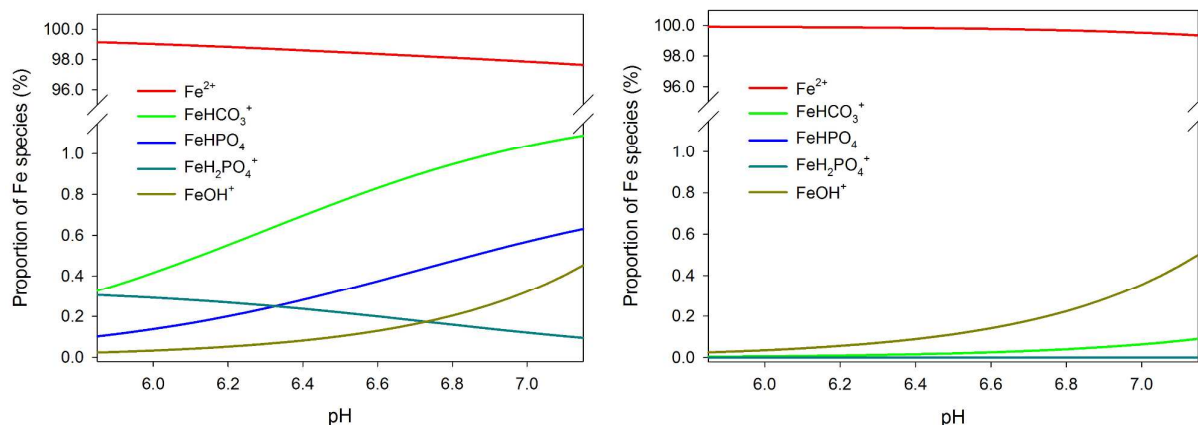 Proportion of Fe species (%)
100.0
98.0
96.0
1.0
0.8
0.6
0.4
0.2
0.0
Fe²⁺
FeHCO₃⁺
FeHPO₄
FeH₂PO₄⁺
FeOH⁺
6.0 6.2 6.4 6.6 6.8 7.0
pH
Proportion of Fe species (%)
100.0
98.0
96.0
1.0
0.8
0.6
0.4
0.2
0.0
Fe²⁺
FeHCO₃⁺
FeHPO₄
FeH₂PO₄⁺
FeOH⁺
6.0 6.2 6.4 6.6 6.8 7.0
pH